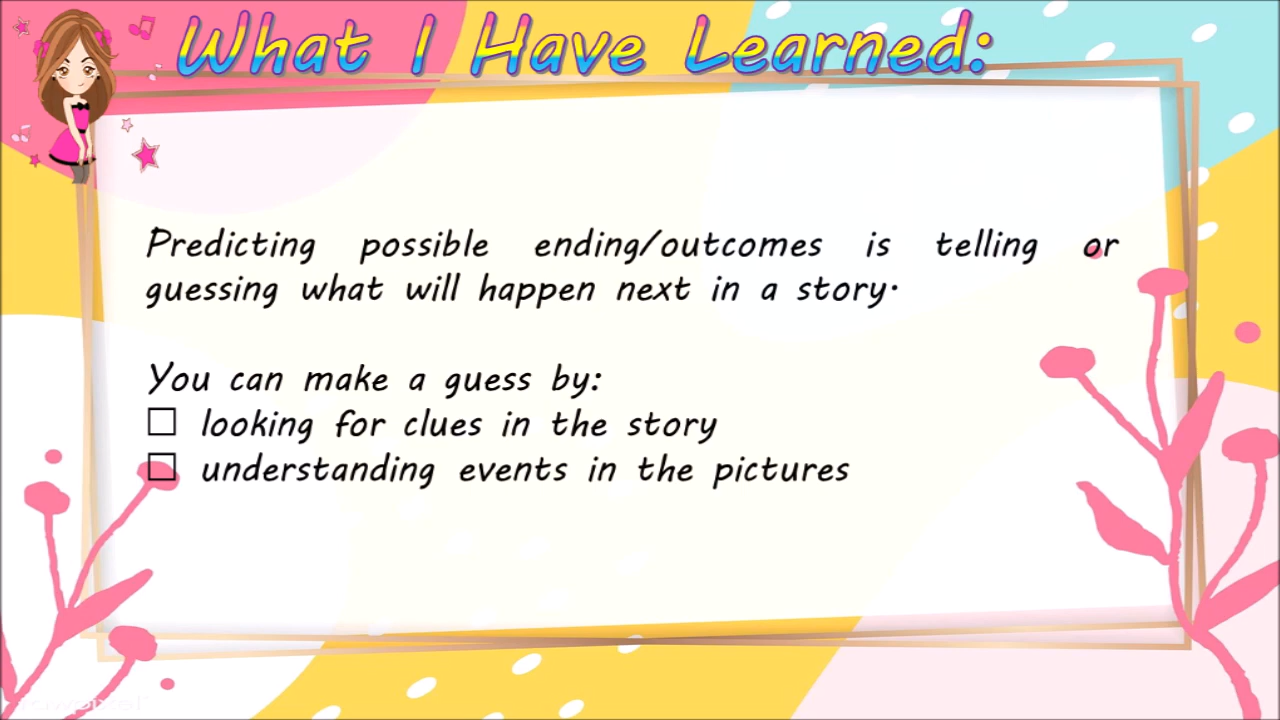 What I Have Learned:
Predicting possible ending/outcomes is telling or
guessing what will happen next in a story.
You can make a guess by:
☐ looking for clues in the story
☐ understanding events in the pictures